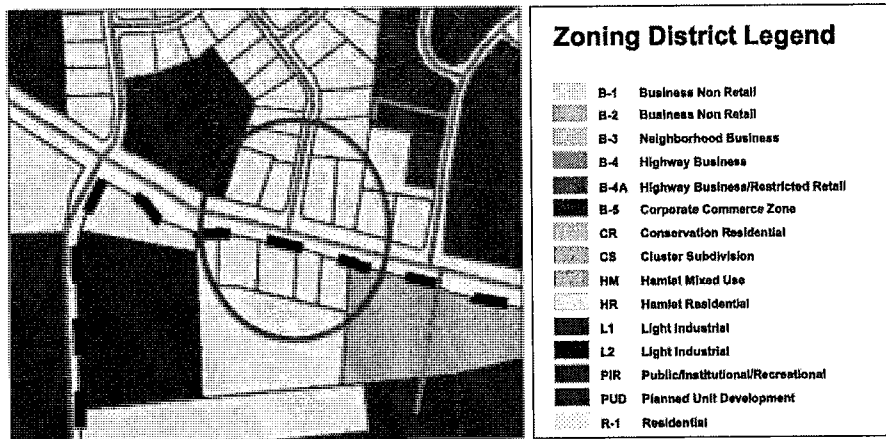 Zoning District Legend
B-1 Business Non Retail
B-2 Business Non Retail
B-3 Neighborhood Business
B-4 Highway Business
B-4A Highway Business/Restricted Retail
B-5 Corporate Commerce Zone
CR Conservation Residential
CS Cluster Subdivision
HM Hamlet Mixed Use
HR Hamlet Residential
L1 Light Industrial
L2 Light Industrial
PIR Public/Institutional/Recreational
PUD Planned Unit Development
R-1 Residential